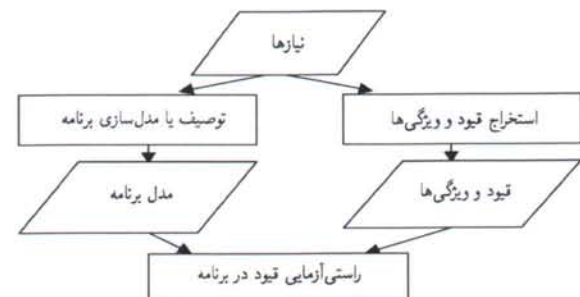 نیازها
استخراج قیود و ویژگی‌ها
توصیف یا مدل‌سازی برنامه
قیود و ویژگی‌ها
مدل برنامه
راستی‌آزمایی قیود در برنامه